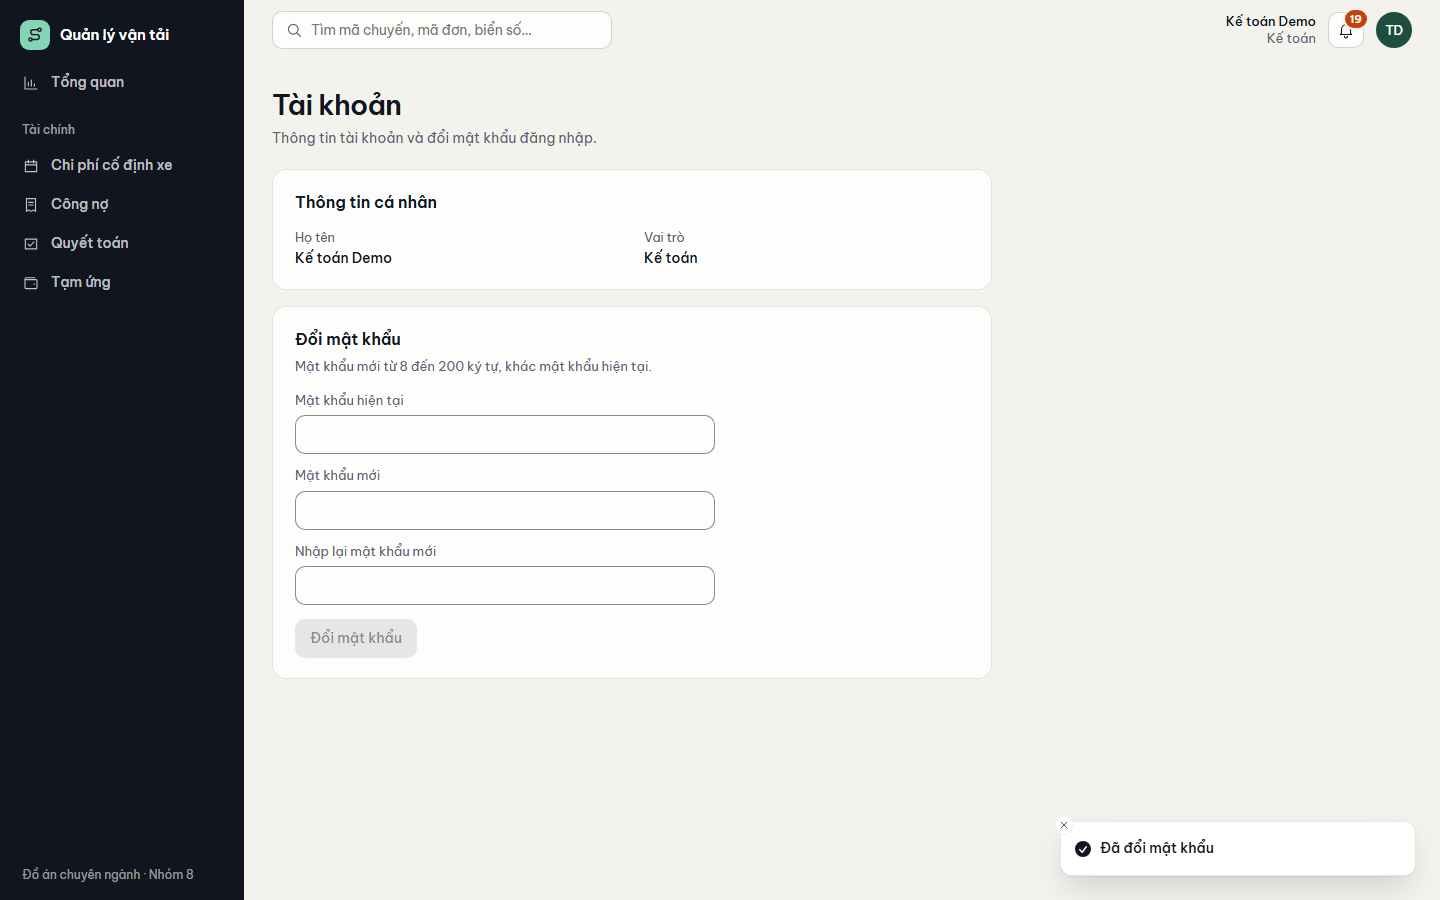 Quản lý vận tải
Tổng quan
Tài chính
Chi phí cố định xe
Công nợ
Quyết toán
Tạm ứng
Đồ án chuyên ngành · Nhóm 8
Tìm mã chuyến, mã đơn, biển số...
Kế toán Demo
Kế toán
19
TD
Tài khoản
Thông tin tài khoản và đổi mật khẩu đăng nhập.
Thông tin cá nhân
Họ tên
Kế toán Demo
Vai trò
Kế toán
Đổi mật khẩu
Mật khẩu mới từ 8 đến 200 ký tự, khác mật khẩu hiện tại.
Mật khẩu hiện tại
Mật khẩu mới
Nhập lại mật khẩu mới
Đổi mật khẩu
Đã đổi mật khẩu